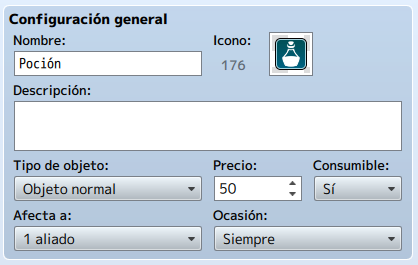 Configuración general
Nombre: Icono:
Poción 176
Descripción:
Tipo de objeto: Precio: Consumible:
Objeto normal 50 Sí
Afecta a: Ocasión:
1 aliado Siempre